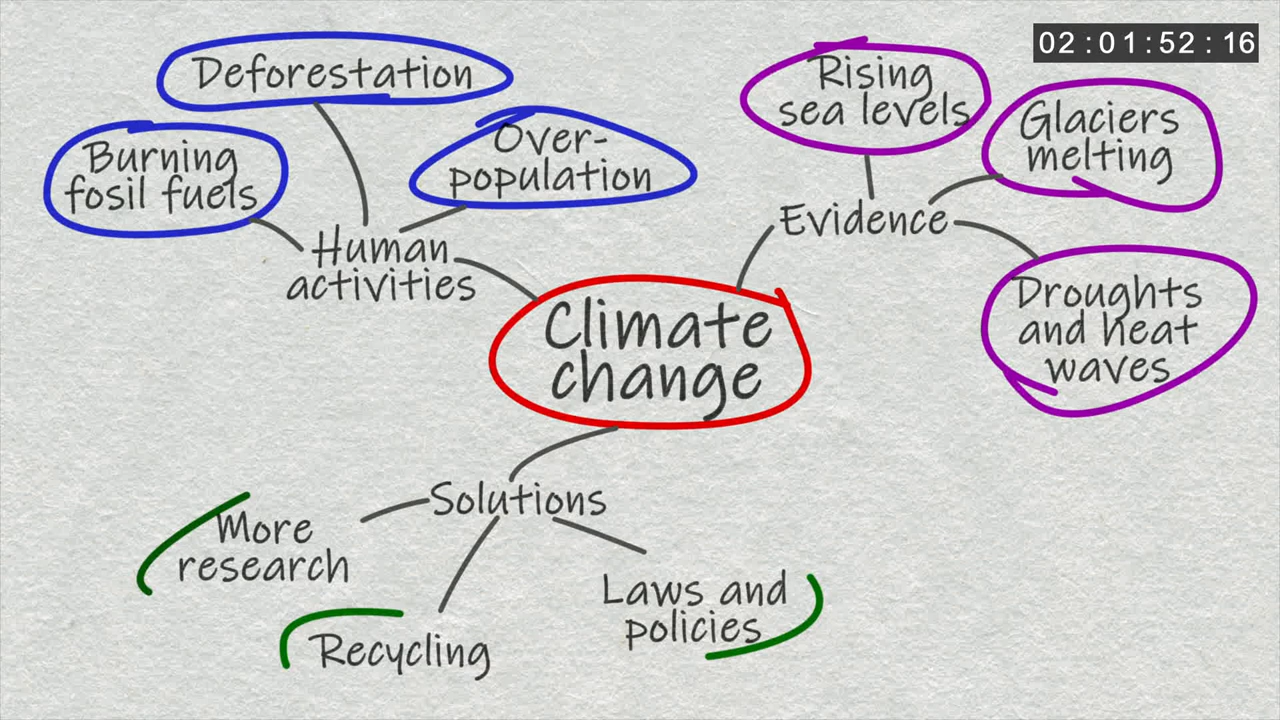 02:01:52:16
Deforestation
Burning
fosil fuels
Over-
population
Human
activities
Rising
sea levels
Glaciers
melting
Evidence
Droughts
and heat
waves
Climate
change
Solutions
More
research
Recycling
Laws and
policies